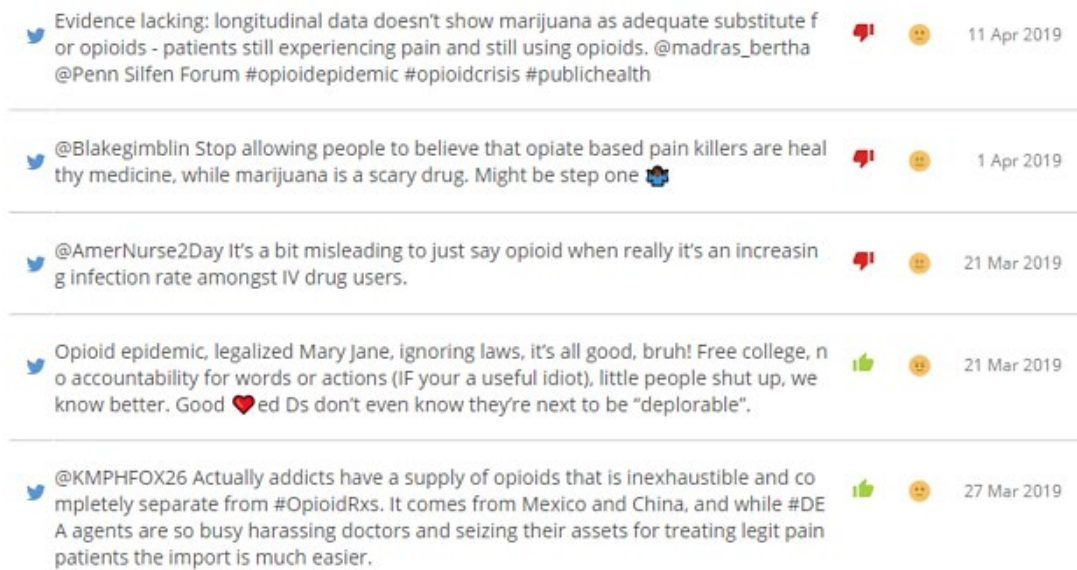 Evidence lacking: longitudinal data doesn't show marijuana as adequate substitute f
or opioids - patients still experiencing pain and still using opioids. @madras_bertha
@Penn Silfen Forum #opioidepidemic #opioidcrisis #publichealth
11 Apr 2019
@Blakegimblin Stop allowing people to believe that opiate based pain killers are heal
thy medicine, while marijuana is a scary drug. Might be step one 🤷🏿‍♂️
1 Apr 2019
@AmerNurse2Day It's a bit misleading to just say opioid when really it's an increasin
g infection rate amongst IV drug users.
21 Mar 2019
Opioid epidemic, legalized Mary Jane, ignoring laws, it's all good, bruh! Free college, n
o accountability for words or actions (IF your a useful idiot), little people shut up, we
know better. Good ❤️ed Ds don't even know they're next to be “deplorable”.
21 Mar 2019
@KMPHFOX26 Actually addicts have a supply of opioids that is inexhaustible and co
mpletely separate from #OpioidRxs. It comes from Mexico and China, and while #DE
A agents are so busy harassing doctors and seizing their assets for treating legit pain
patients the import is much easier.
27 Mar 2019